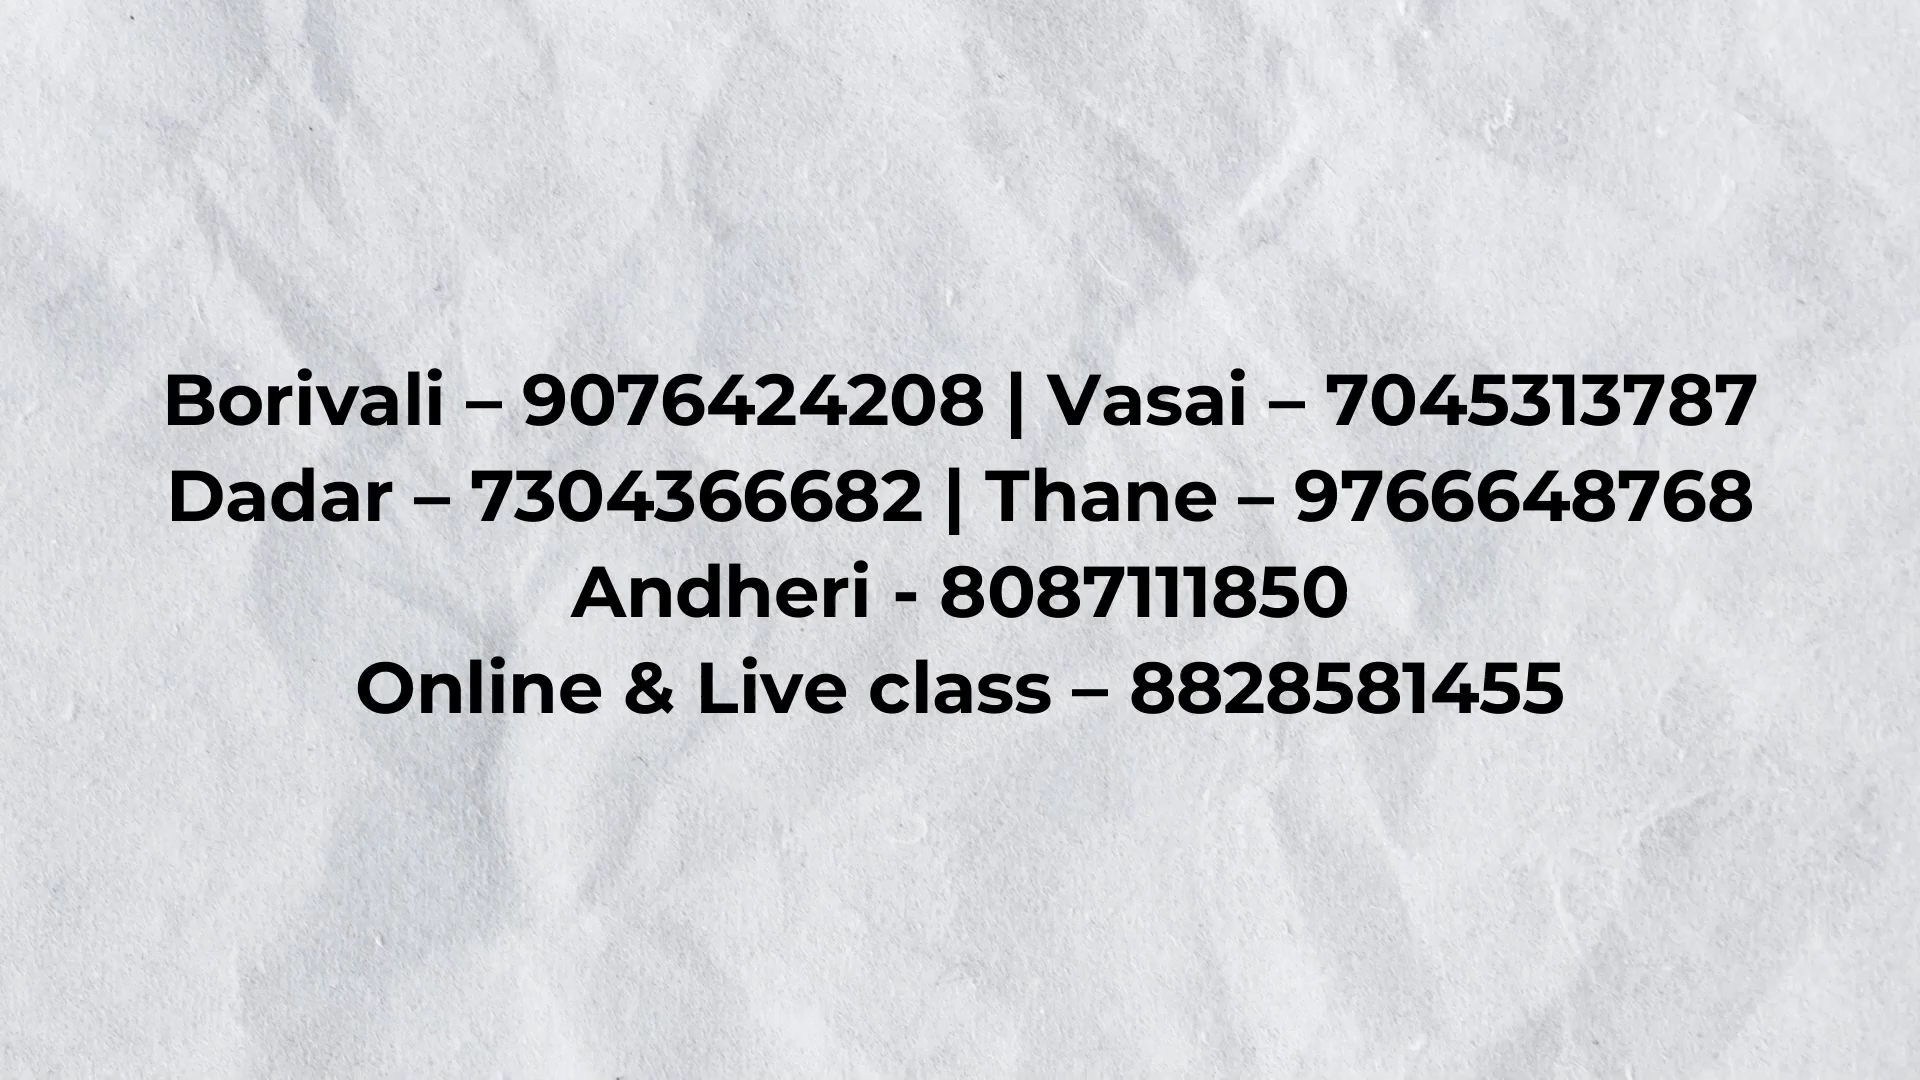 Borivali – 9076424208 | Vasai – 7045313787
Dadar – 7304366682 | Thane – 9766648768
Andheri - 8087111850
Online & Live class – 8828581455